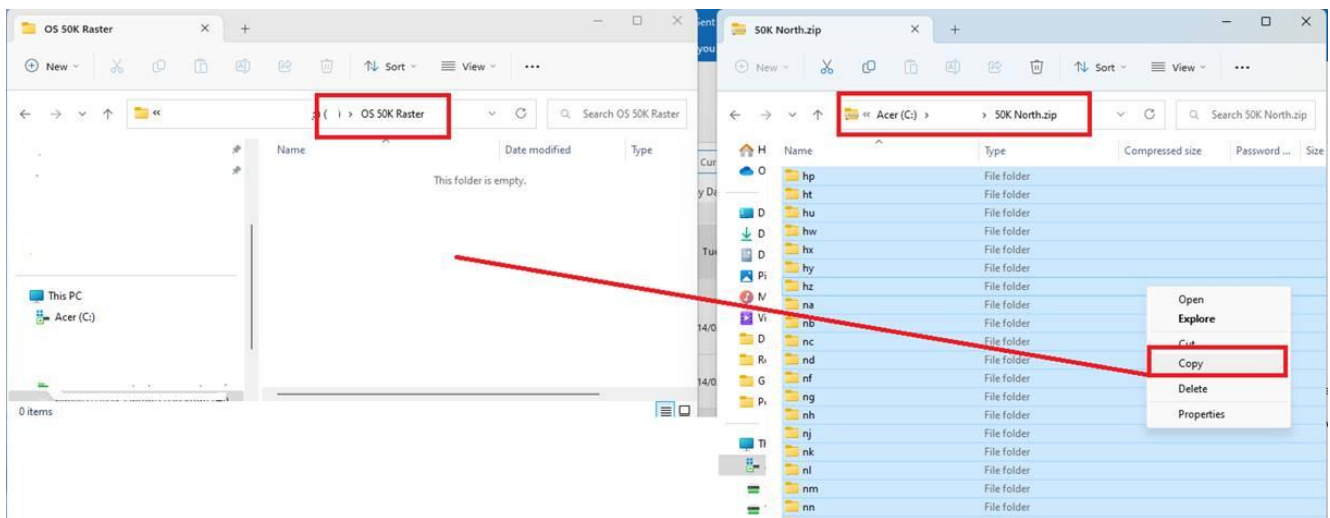 OS 50K Raster
New
Sort
View
OS 50K Raster
Search OS 50K Raster
Name
Date modified
Type
This folder is empty.
This PC
Acer (C:)
0 items
50K North.zip
New
Sort
View
Acer (C:)
50K North.zip
Search 50K North.zip
Name
Type
Compressed size
Password ...
Size
hp File folder
ht File folder
hu File folder
hw File folder
hx File folder
hy File folder
hz File folder
na File folder
nb File folder
nc File folder
nd File folder
nf File folder
ng File folder
nh File folder
nj File folder
nk File folder
nl File folder
nm File folder
nn File folder
Open
Explore
Cut
Copy
Delete
Properties